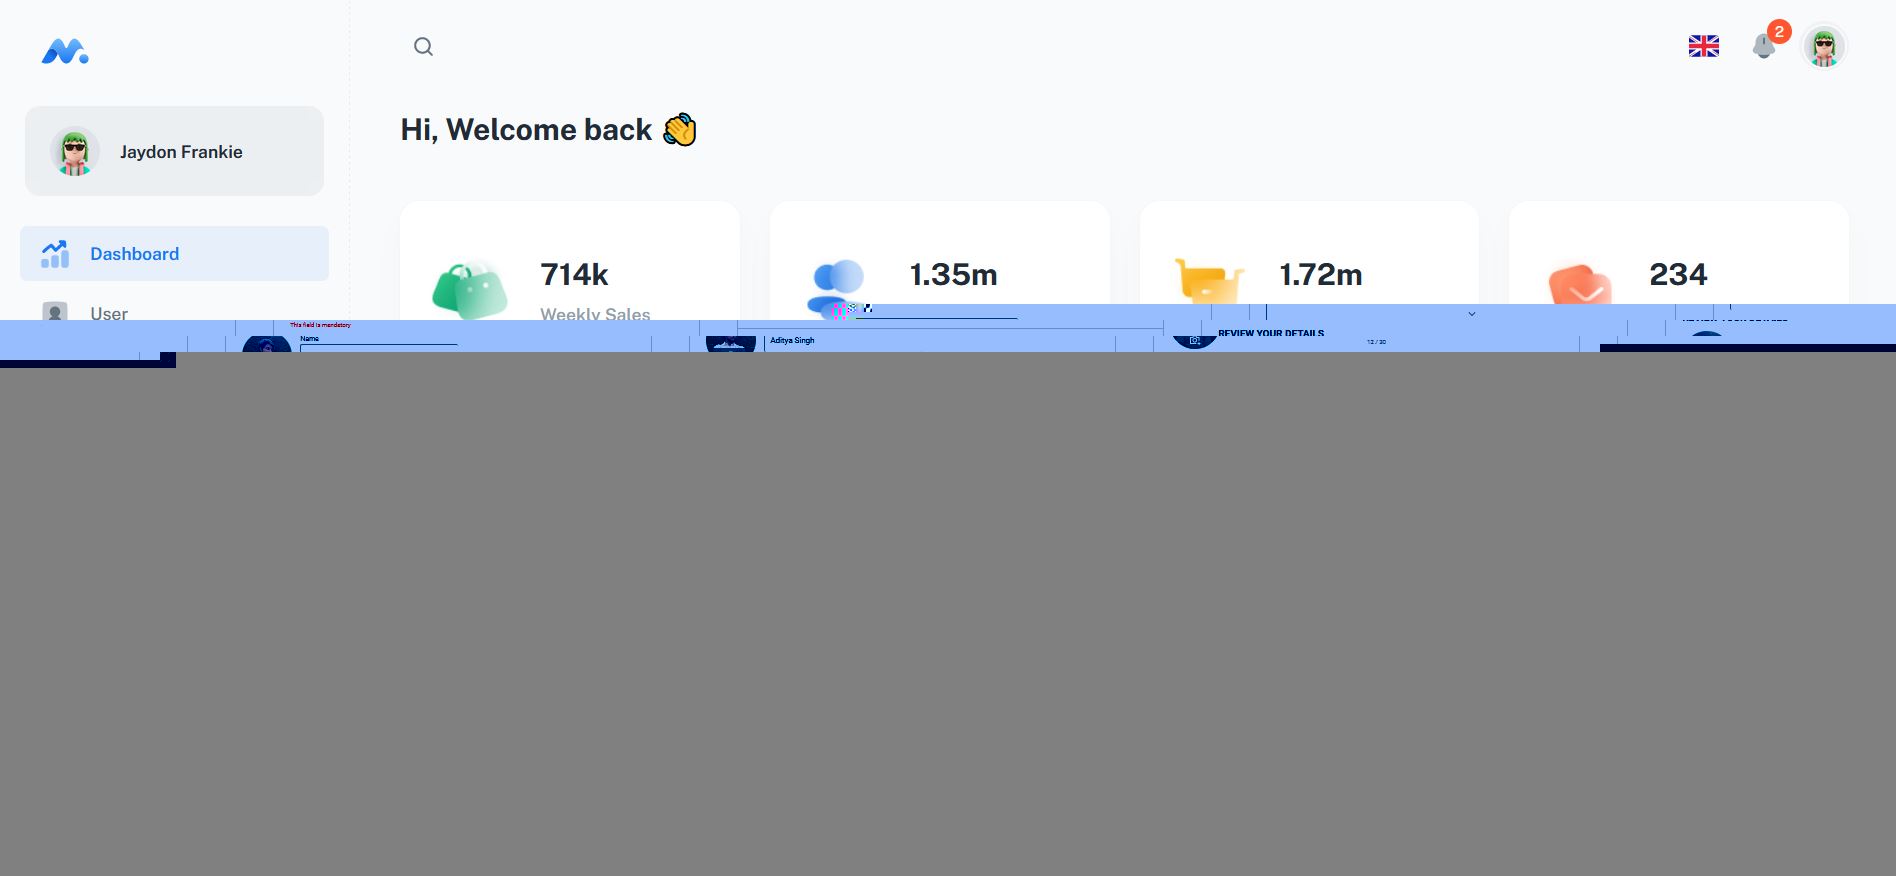 2
Hi, Welcome back
Jaydon Frankie
Dashboard
714k
1.35m
1.72m
234
User
Weekly Sales
This field is mandatory
REVIEW YOUR DETAILS
Name
Aditya Singh
12 / 30